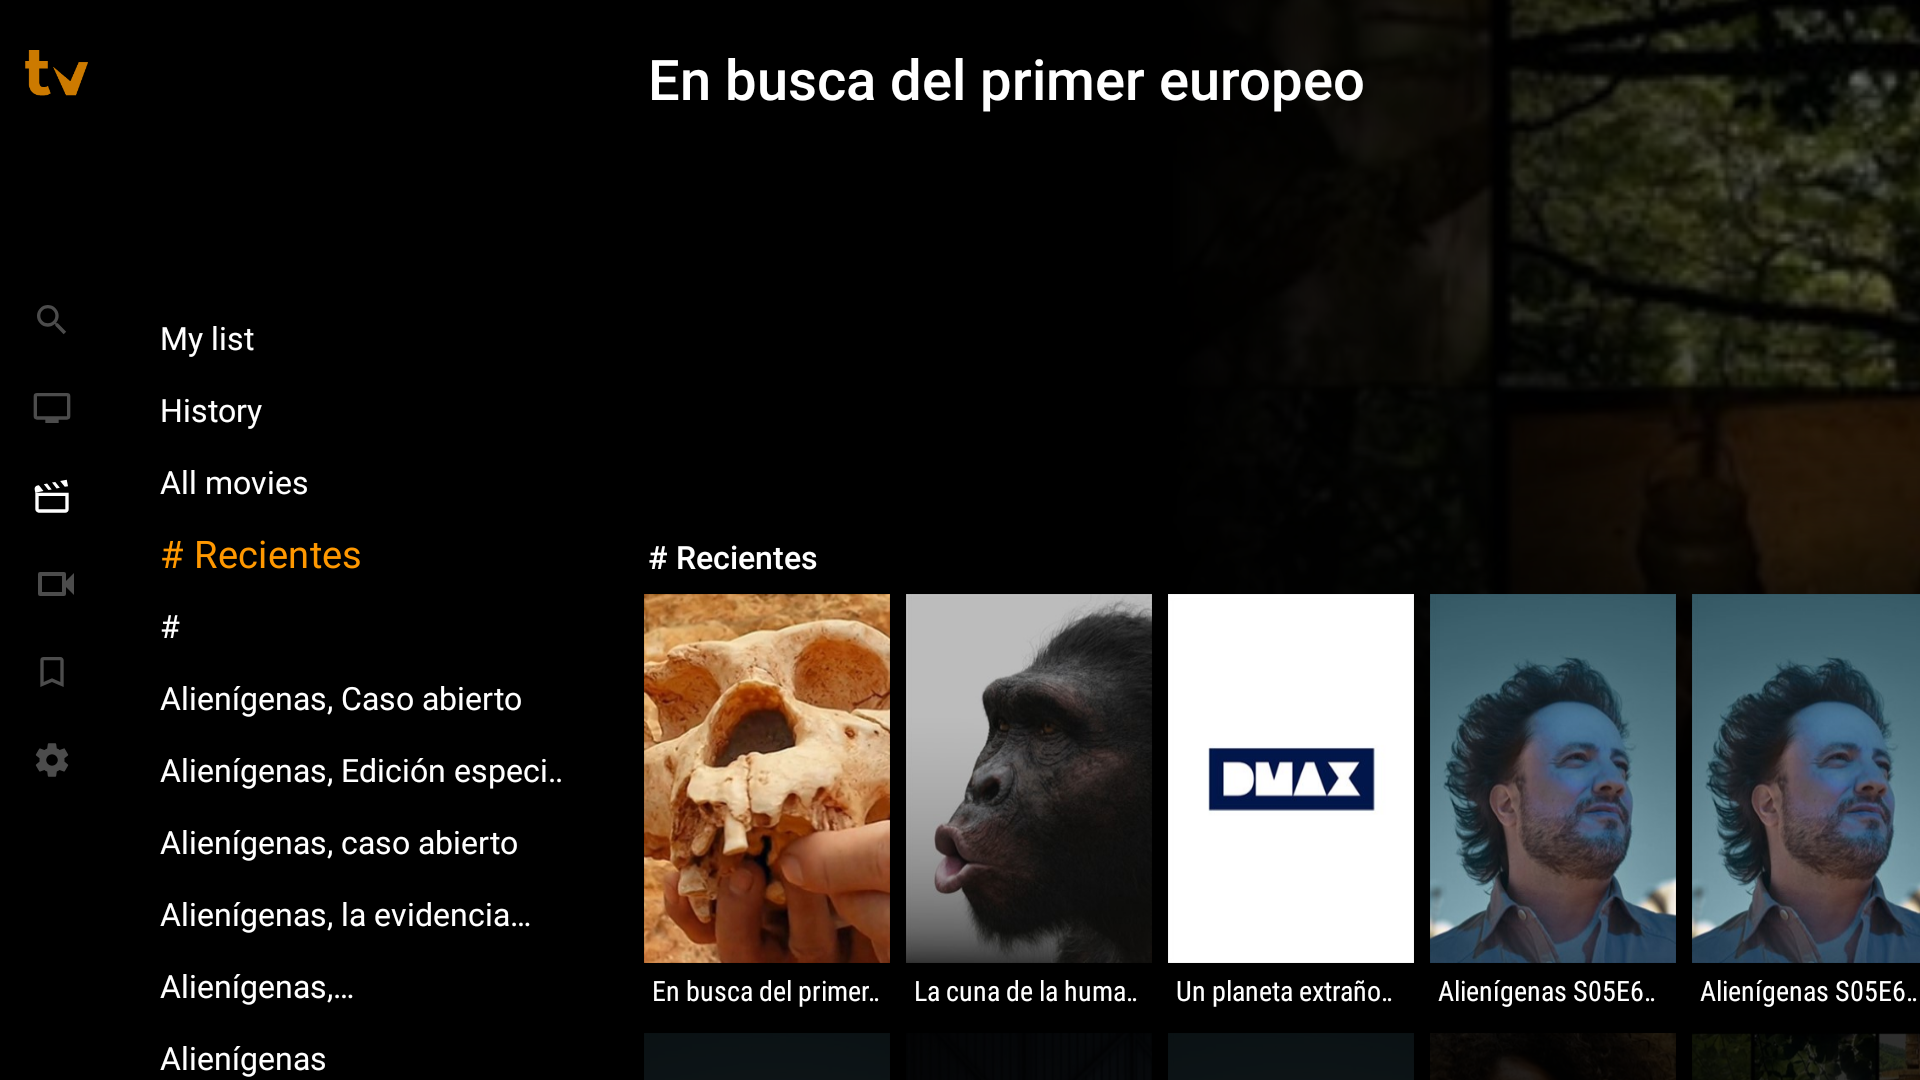 tv
En busca del primer europeo
My list
History
All movies
# Recientes
#
Alienígenas, Caso abierto
Alienígenas, Edición especi..
Alienígenas, caso abierto
Alienígenas, la evidencia...
Alienígenas,...
Alienígenas
# Recientes
DMAX
En busca del primer..
La cuna de la huma..
Un planeta extraño..
Alienígenas S05E6..
Alienígenas S05E6..